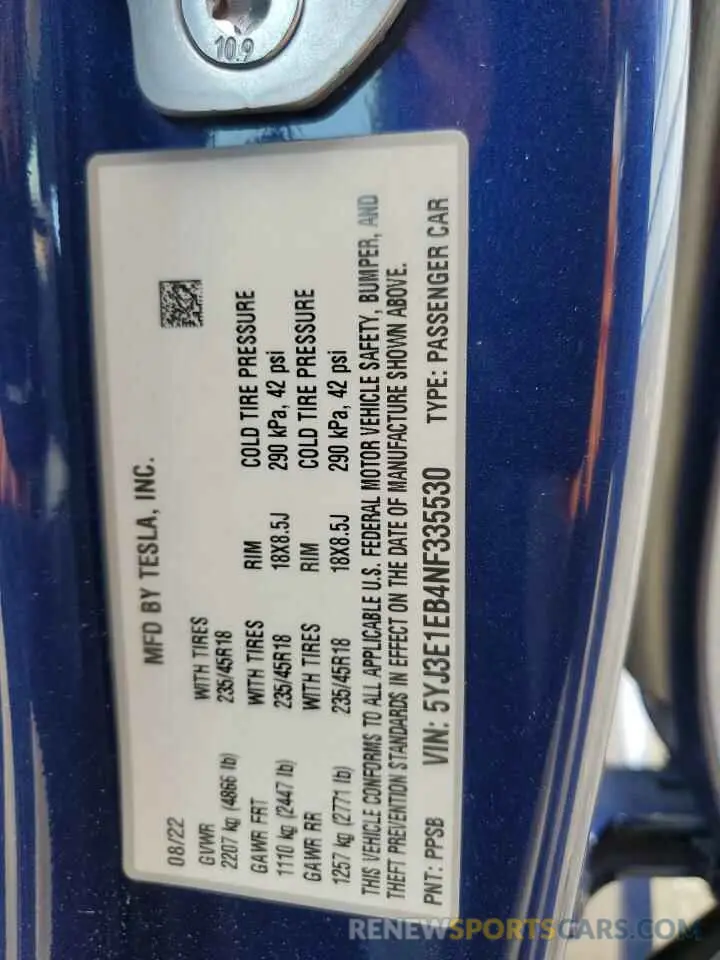 10.9
MFD BY TESLA, INC.
08/22
GVWR WITH TIRES
2207 kg (4866 lb) 235/45R18
GAWR FRT WITH TIRES RIM COLD TIRE PRESSURE
1110 kg (2447 lb) 235/45R18 18X8.5J 290 kPa, 42 psi
GAWR RR WITH TIRES RIM COLD TIRE PRESSURE
1257 kg (2771 lb) 235/45R18 18X8.5J 290 kPa, 42 psi
THIS VEHICLE CONFORMS TO ALL APPLICABLE U.S. FEDERAL MOTOR VEHICLE SAFETY, BUMPER, AND
THEFT PREVENTION STANDARDS IN EFFECT ON THE DATE OF MANUFACTURE SHOWN ABOVE.
PNT: PPSB VIN: 5YJ3E1EB4NF335530 TYPE: PASSENGER CAR
RENEWSPORTSCARS.COM